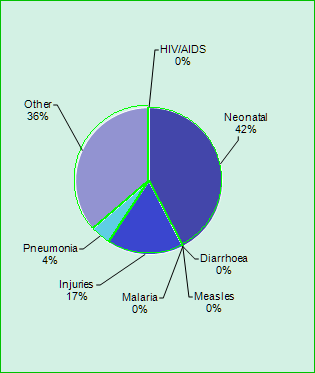 HIV/AIDS
0%
Neonatal
42%
Diarrhoea
0%
Measles
0%
Malaria
0%
Injuries
17%
Pneumonia
4%
Other
36%